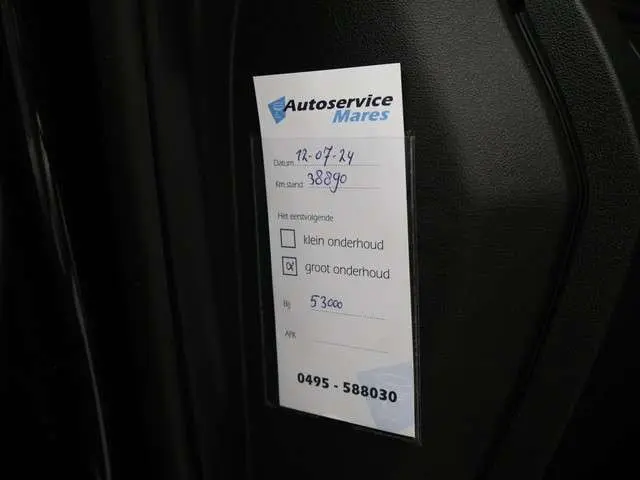 Autoservice
Mares
Datum 12-07-24
Km.stand: 38890
Het eerstvolgende
klein onderhoud
groot onderhoud
Bij 53000
APK
0495 - 588030